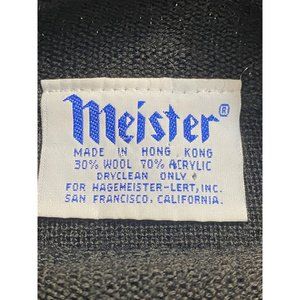 Meister®
MADE IN HONG KONG
30% WOOL 70% ACRYLIC
DRYCLEAN ONLY
FOR HAGEMEISTER-LERT, INC.
SAN FRANCISCO, CALIFORNIA.